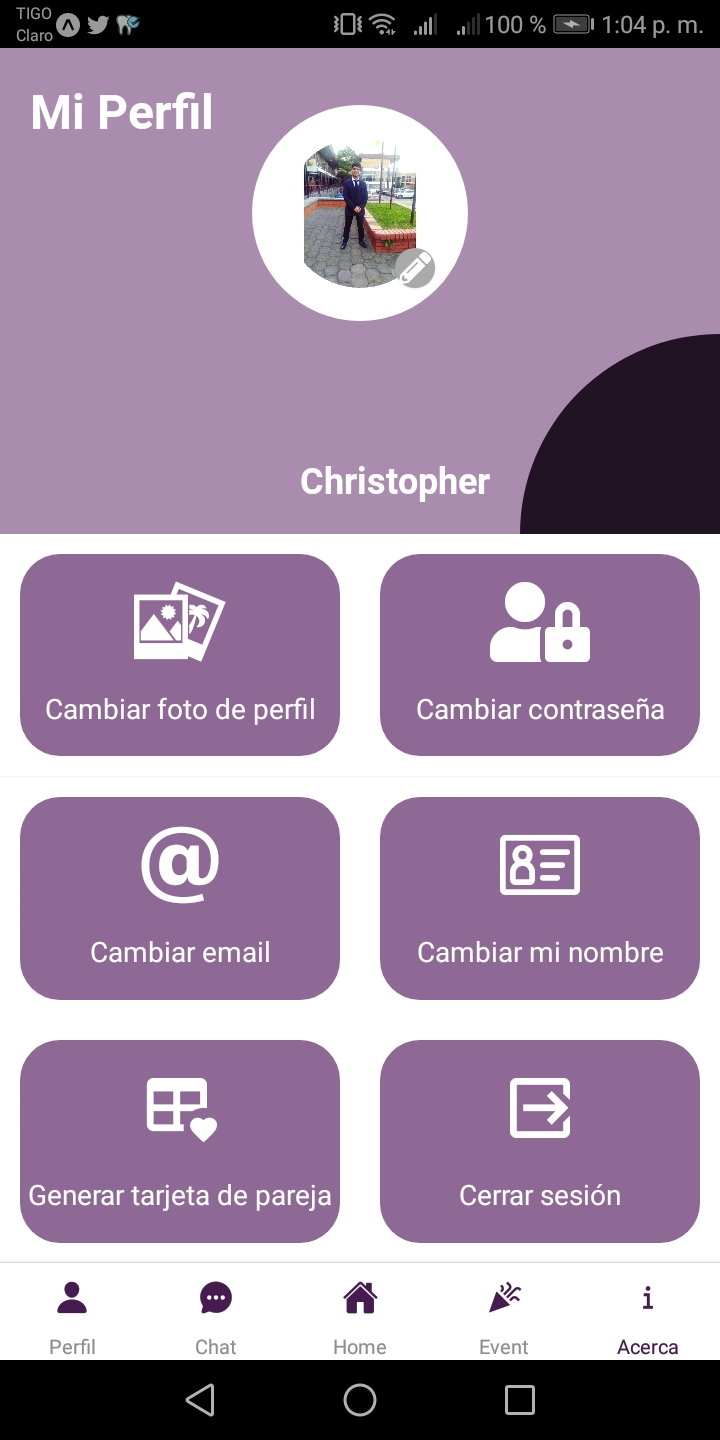 TIGO
Claro
100 % 1:04 p. m.
Mi Perfil
Christopher
Cambiar foto de perfil
Cambiar contraseña
@
Cambiar email
Cambiar mi nombre
Generar tarjeta de pareja
Cerrar sesión
Perfil
Chat
Home
Event
Acerca